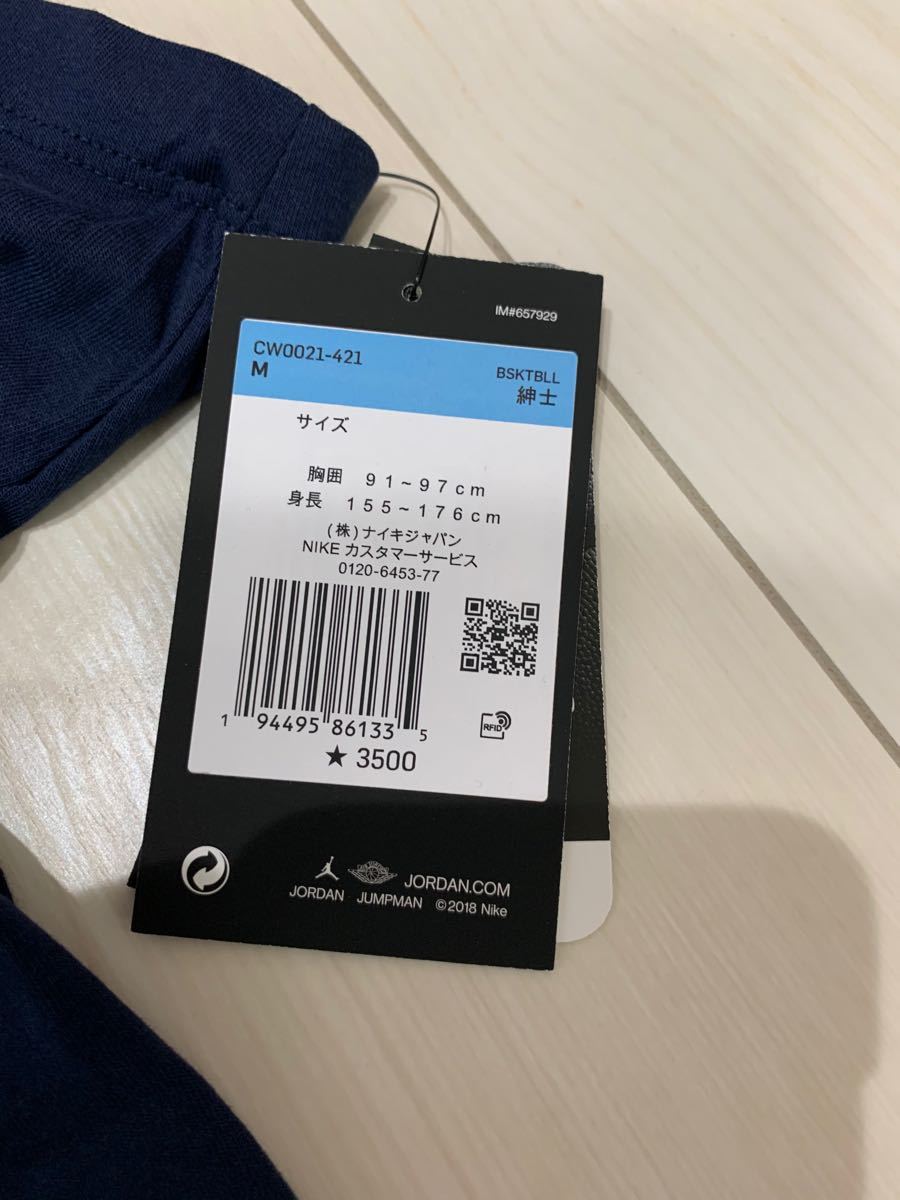 IM#657929
CW0021-421
M
BSKTBLL
紳士
サイズ
胸囲 91~97cm
身長 155~176cm
(株)ナイキジャパン
NIKE カスタマーサービス
0120-6453-77
RFID
1 94495 86133 5
★ 3500
JORDAN.COM
JORDAN JUMPMAN ©2018 Nike